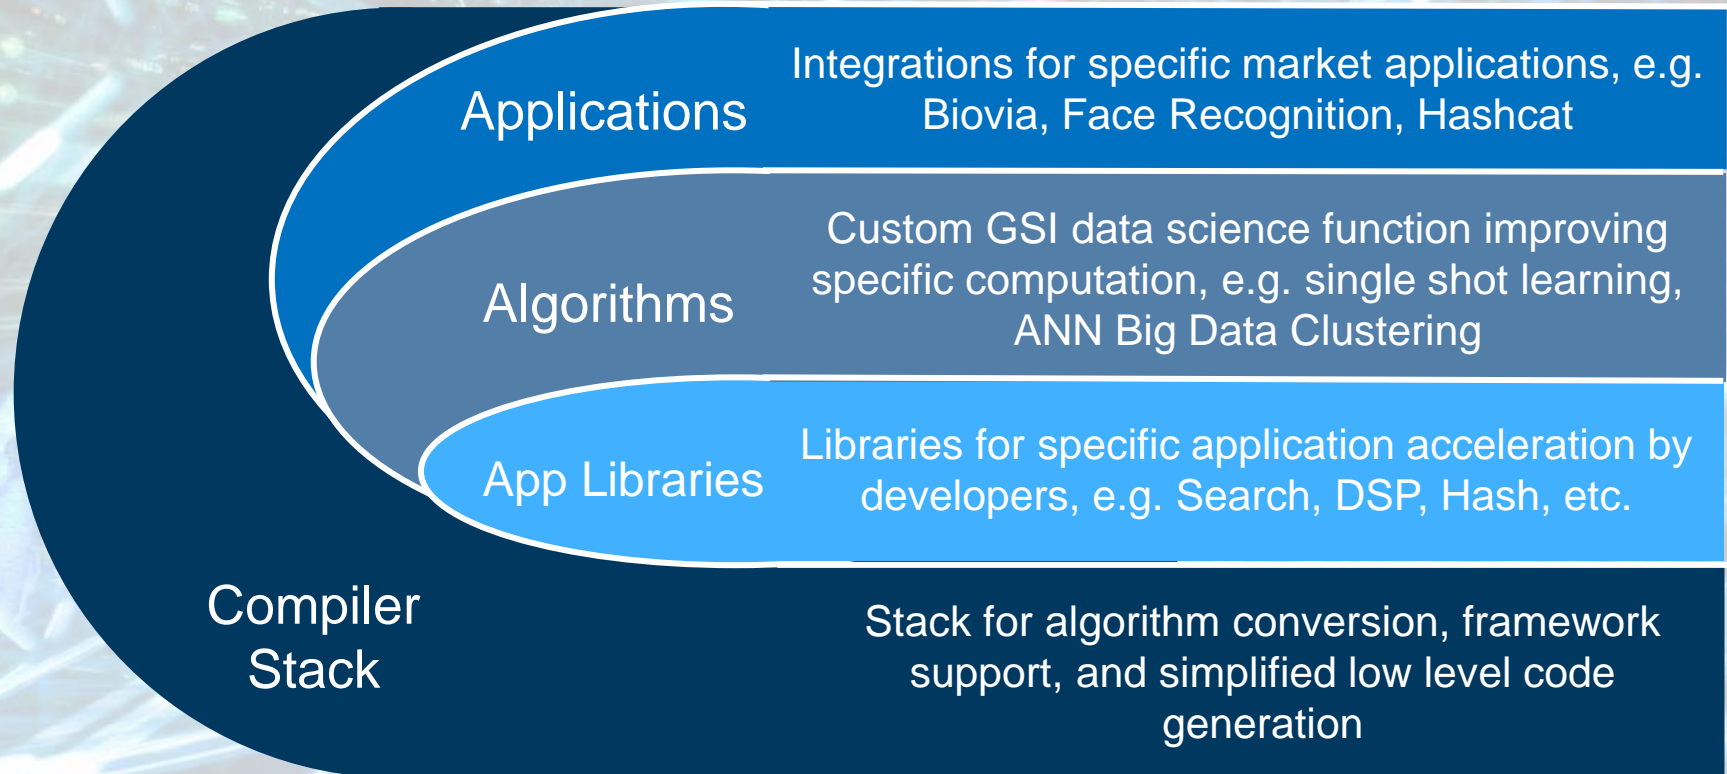 Applications
Integrations for specific market applications, e.g.
Biovia, Face Recognition, Hashcat
Algorithms
Custom GSI data science function improving
specific computation, e.g. single shot learning,
ANN Big Data Clustering
App Libraries
Libraries for specific application acceleration by
developers, e.g. Search, DSP, Hash, etc.
Compiler
Stack
Stack for algorithm conversion, framework
support, and simplified low level code
generation